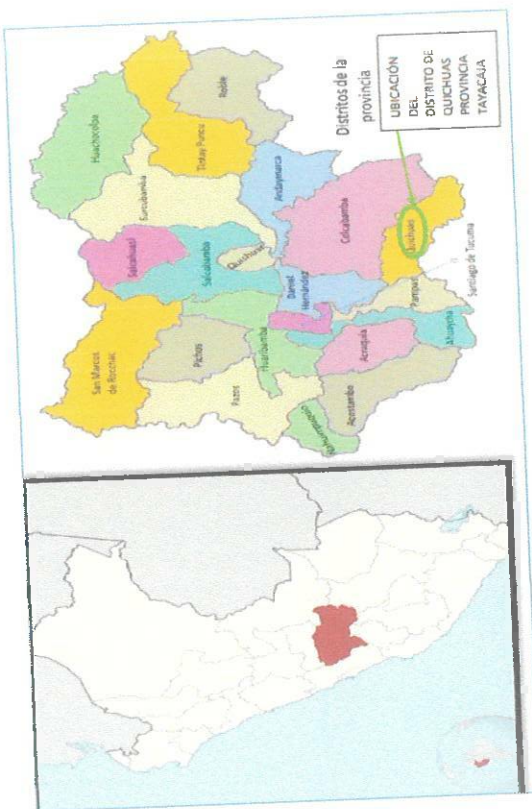 Distritos de la
provincia
UBICACIÓN
DEL
DISTRITO DE
QUICHUAS
PROVINCIA
TAYACAJA
San Marcos
de Rocchac
Pichos
Pazos
Huaribamba
Salcahuasi
Salcabamba
Quishuar
Surcubamba
Huachocolpa
Tintay Puncu
Roble
Andaymarca
Colcabamba
Daniel
Hernández
Quichuas
Pampas
Santiago de Tucuma
Acraquia
Ahuaycha
Acostambo